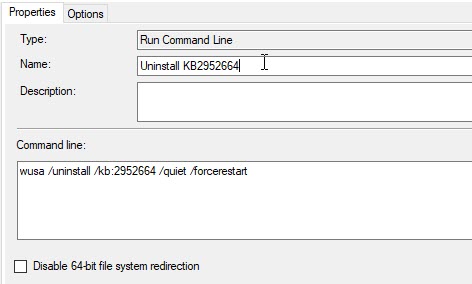 Properties
Options
Type:
Run Command Line
Name:
Uninstall KB2952664
Description:
Command line:
wusa /uninstall /kb:2952664 /quiet /forcerestart
Disable 64-bit file system redirection